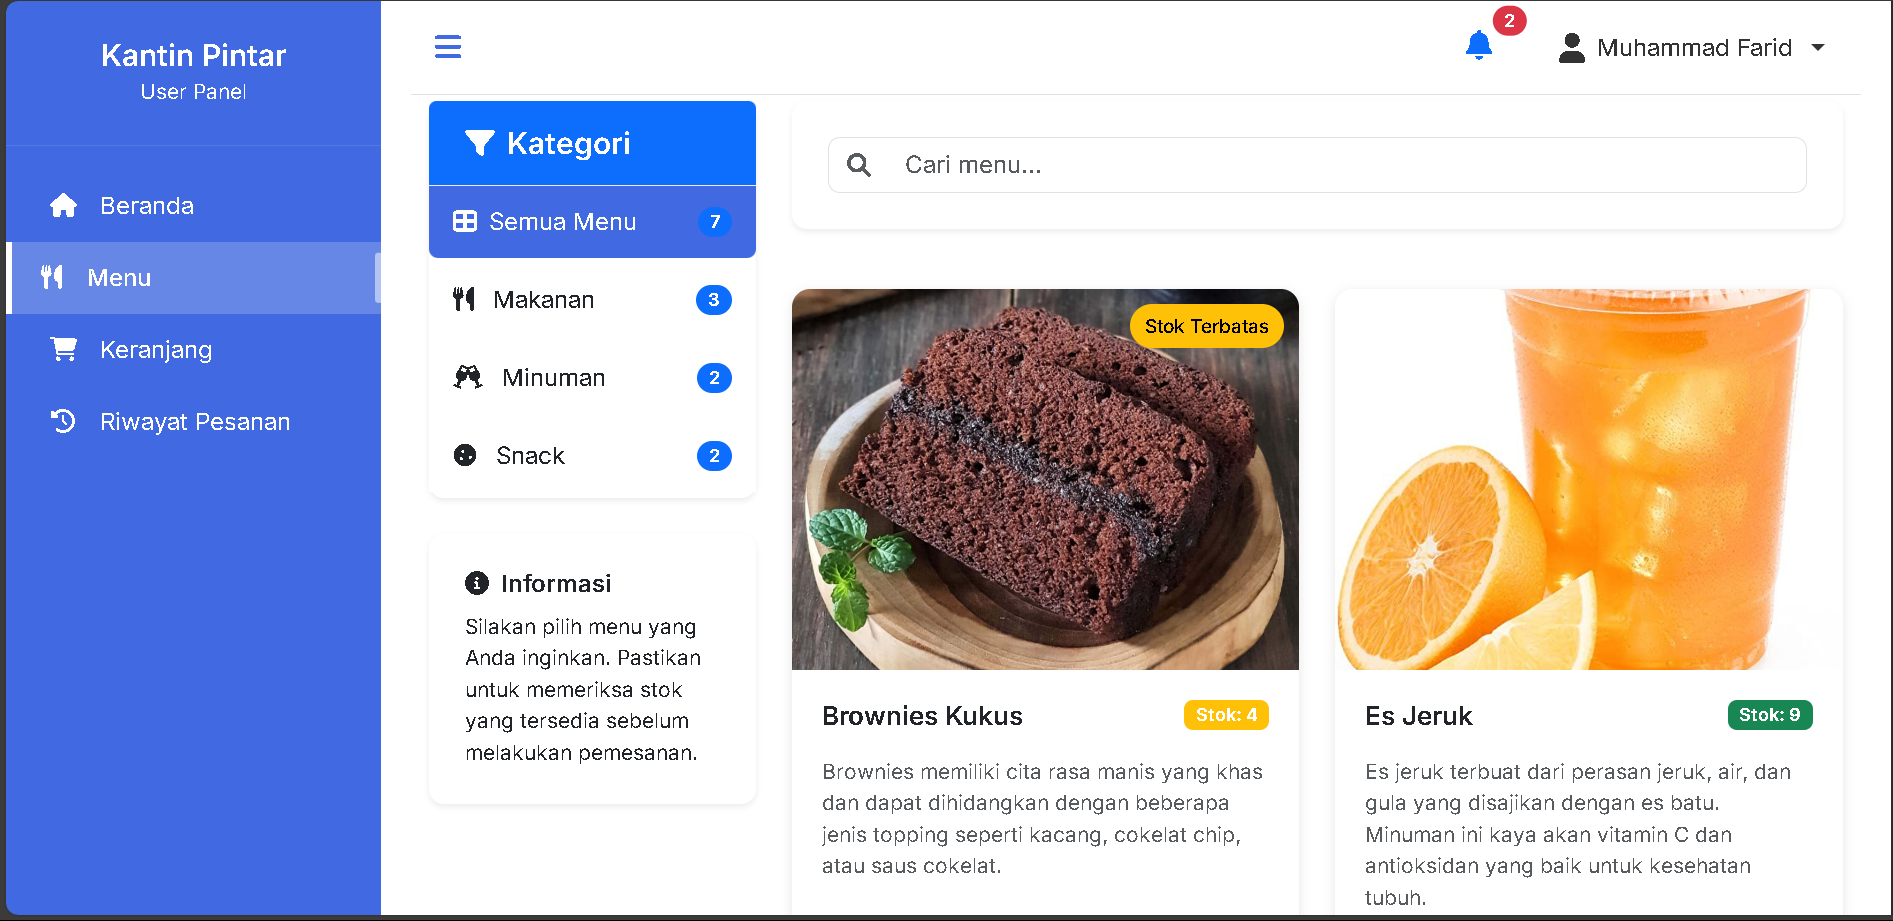 Kantin Pintar
User Panel
Beranda
Menu
Keranjang
Riwayat Pesanan
2
Muhammad Farid
Kategori
Semua Menu 7
Makanan 3
Minuman 2
Snack 2
Informasi
Silakan pilih menu yang
Anda inginkan. Pastikan
untuk memeriksa stok
yang tersedia sebelum
melakukan pemesanan.
Cari menu...
Stok Terbatas
Brownies Kukus Stok: 4
Brownies memiliki cita rasa manis yang khas
dan dapat dihidangkan dengan beberapa
jenis topping seperti kacang, cokelat chip,
atau saus cokelat.
Es Jeruk Stok: 9
Es jeruk terbuat dari perasan jeruk, air, dan
gula yang disajikan dengan es batu.
Minuman ini kaya akan vitamin C dan
antioksidan yang baik untuk kesehatan
tubuh.